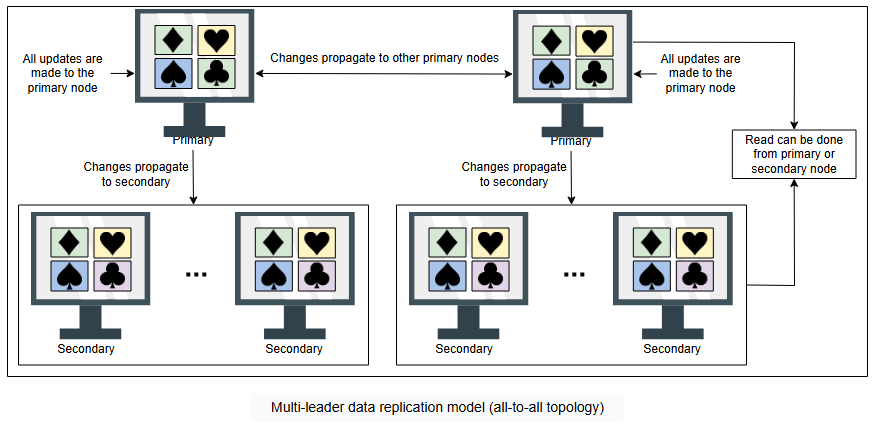 All updates are
made to the
primary node
Changes propagate to other primary nodes
All updates are
made to the
primary node
Primary
Primary
Read can be done
from primary or
secondary node
Changes propagate
to secondary
Changes propagate
to secondary
...
...
Secondary
Secondary
Secondary
Secondary
Multi-leader data replication model (all-to-all topology)